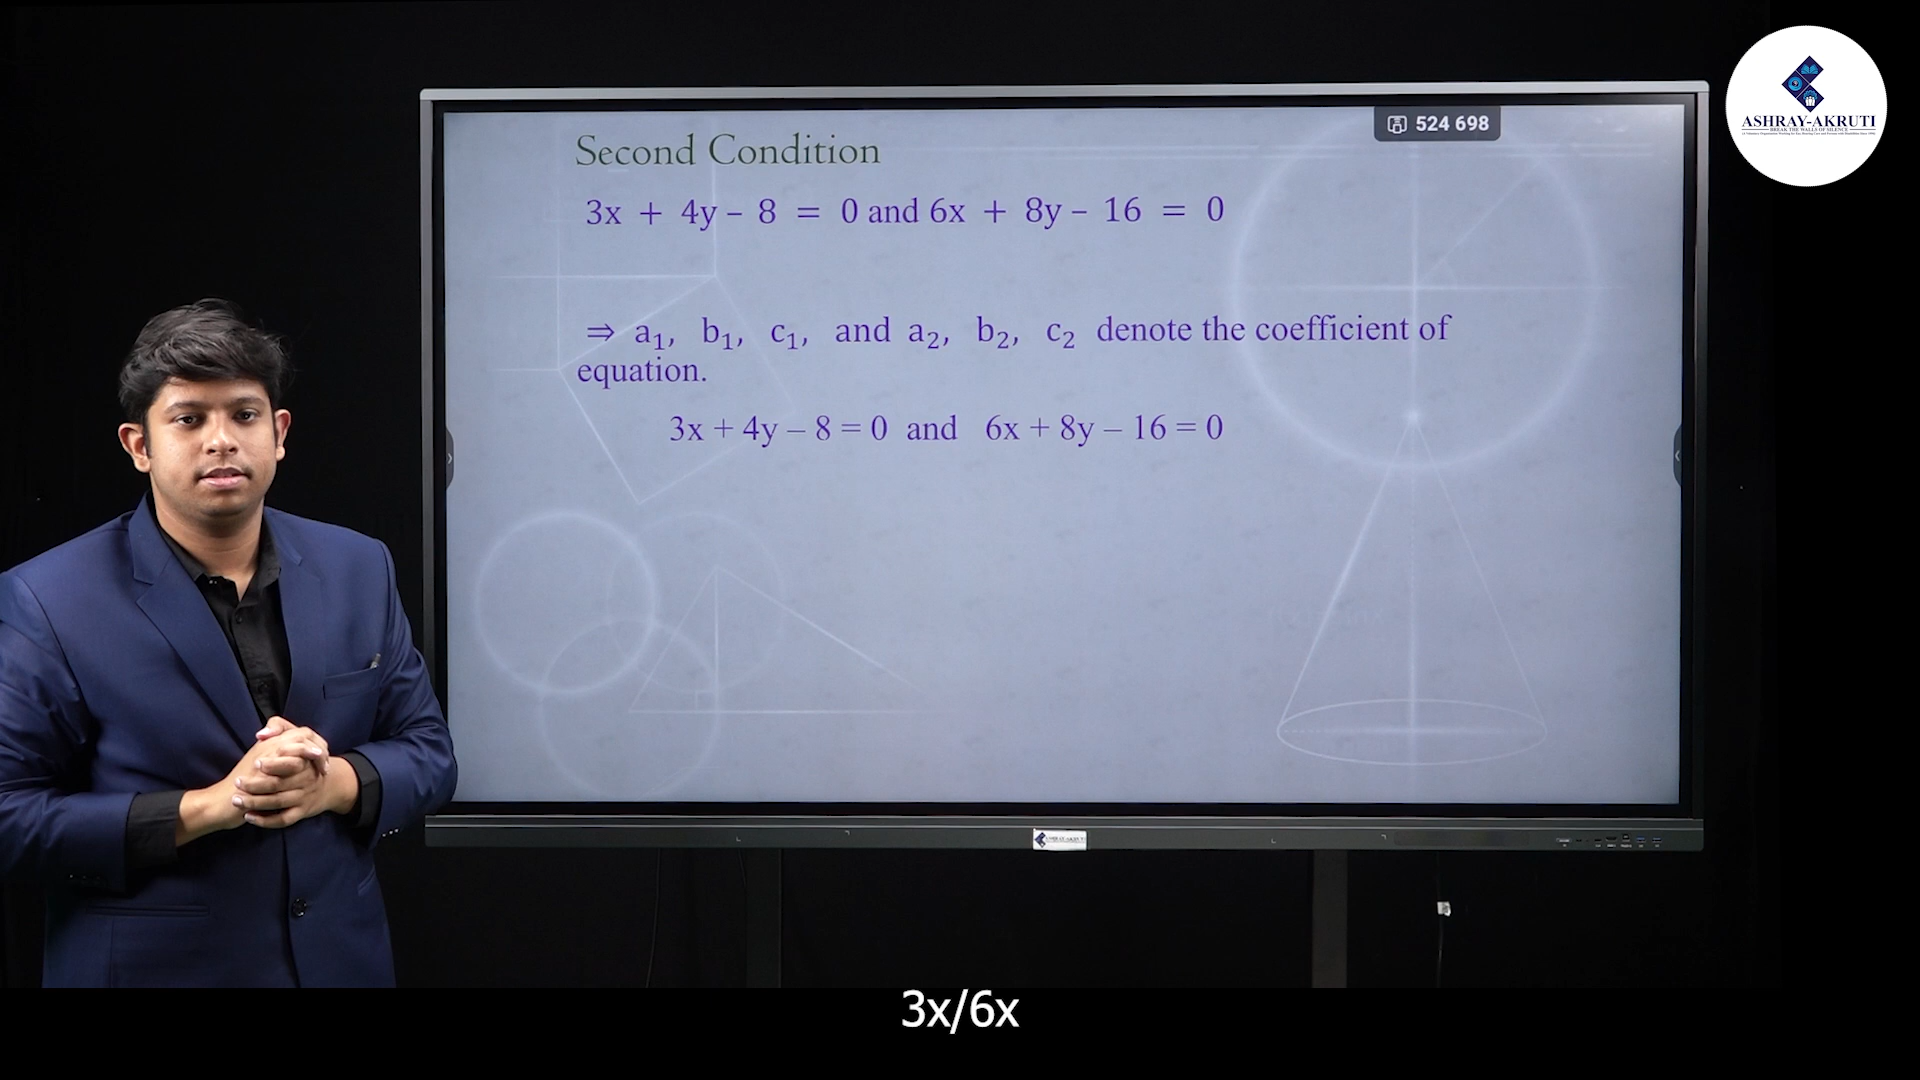 ASHRAY-AKRUTI
BREAK THE WALLS OF SILENCE
524 698
Second Condition
3x + 4y – 8 = 0 and 6x + 8y – 16 = 0
⇒ a₁, b₁, c₁, and a₂, b₂, c₂ denote the coefficient of
equation.
3x + 4y – 8 = 0 and 6x + 8y – 16 = 0
ASHRAY-AKRUTI
3x/6x